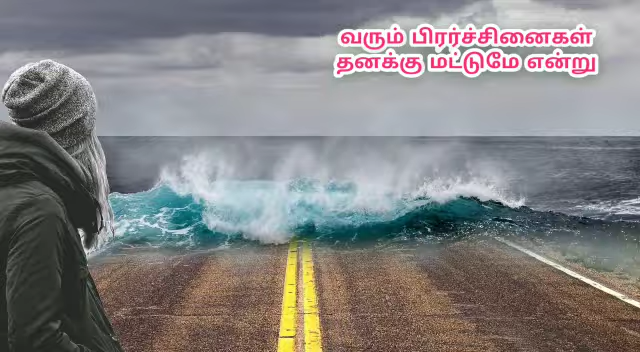 வரும் பிரர்ச்சினைகள்
தனக்கு மட்டுமே என்று